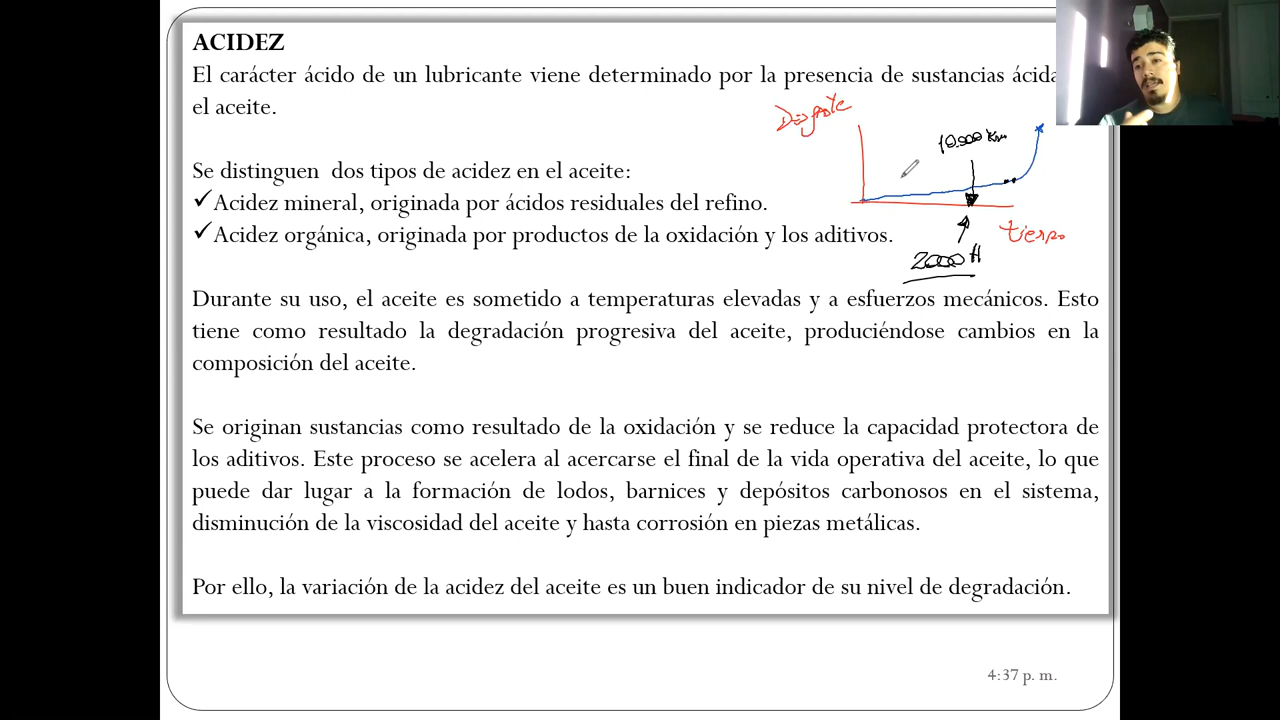 ACIDEZ
El carácter ácido de un lubricante viene determinado por la presencia de sustancias
el aceite.
Desgaste
10.000 Km
Se distinguen dos tipos de acidez en el aceite:
✓Acidez mineral, originada por ácidos residuales del refino.
✓Acidez orgánica, originada por productos de la oxidación y los aditivos.
tiempo
2000 H
Durante su uso, el aceite es sometido a temperaturas elevadas y a esfuerzos mecánicos. Esto
tiene como resultado la degradación progresiva del aceite, produciéndose cambios en la
composición del aceite.
Se originan sustancias como resultado de la oxidación y se reduce la capacidad protectora de
los aditivos. Este proceso se acelera al acercarse el final de la vida operativa del aceite, lo que
puede dar lugar a la formación de lodos, barnices y depósitos carbonosos en el sistema,
disminución de la viscosidad del aceite y hasta corrosión en piezas metálicas.
Por ello, la variación de la acidez del aceite es un buen indicador de su nivel de degradación.
4:37 p. m.